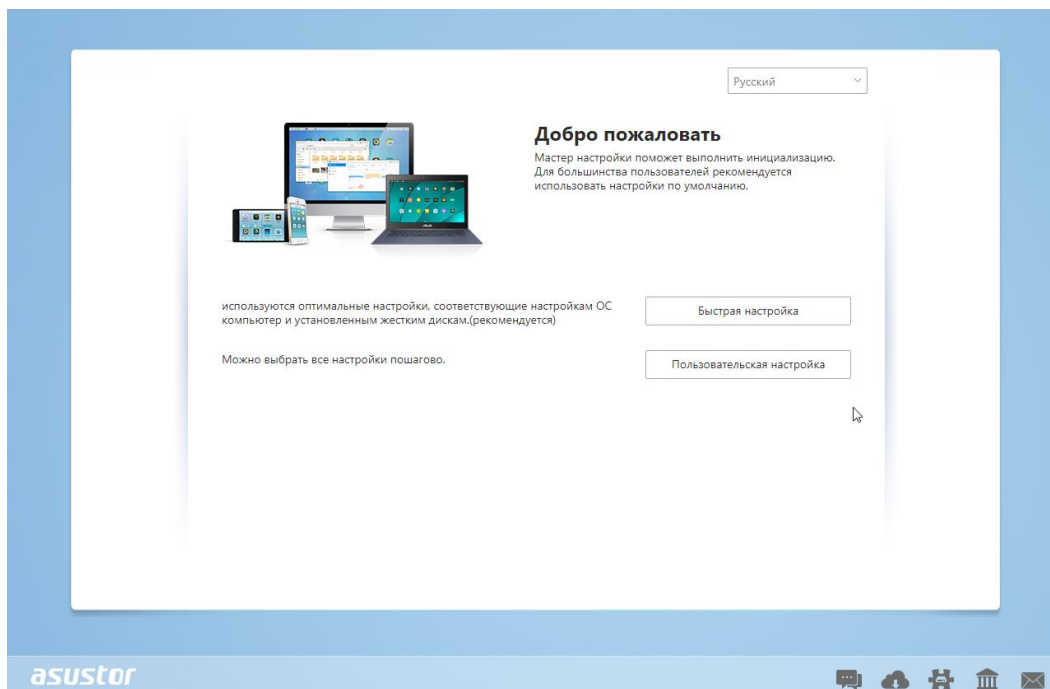 Русский
Добро пожаловать
Мастер настройки поможет выполнить инициализацию.
Для большинства пользователей рекомендуется
использовать настройки по умолчанию.
используются оптимальные настройки, соответствующие настройкам ОС
компьютер и установленным жестким дискам.(рекомендуется)
Быстрая настройка
Можно выбрать все настройки пошагово.
Пользовательская настройка
asustor